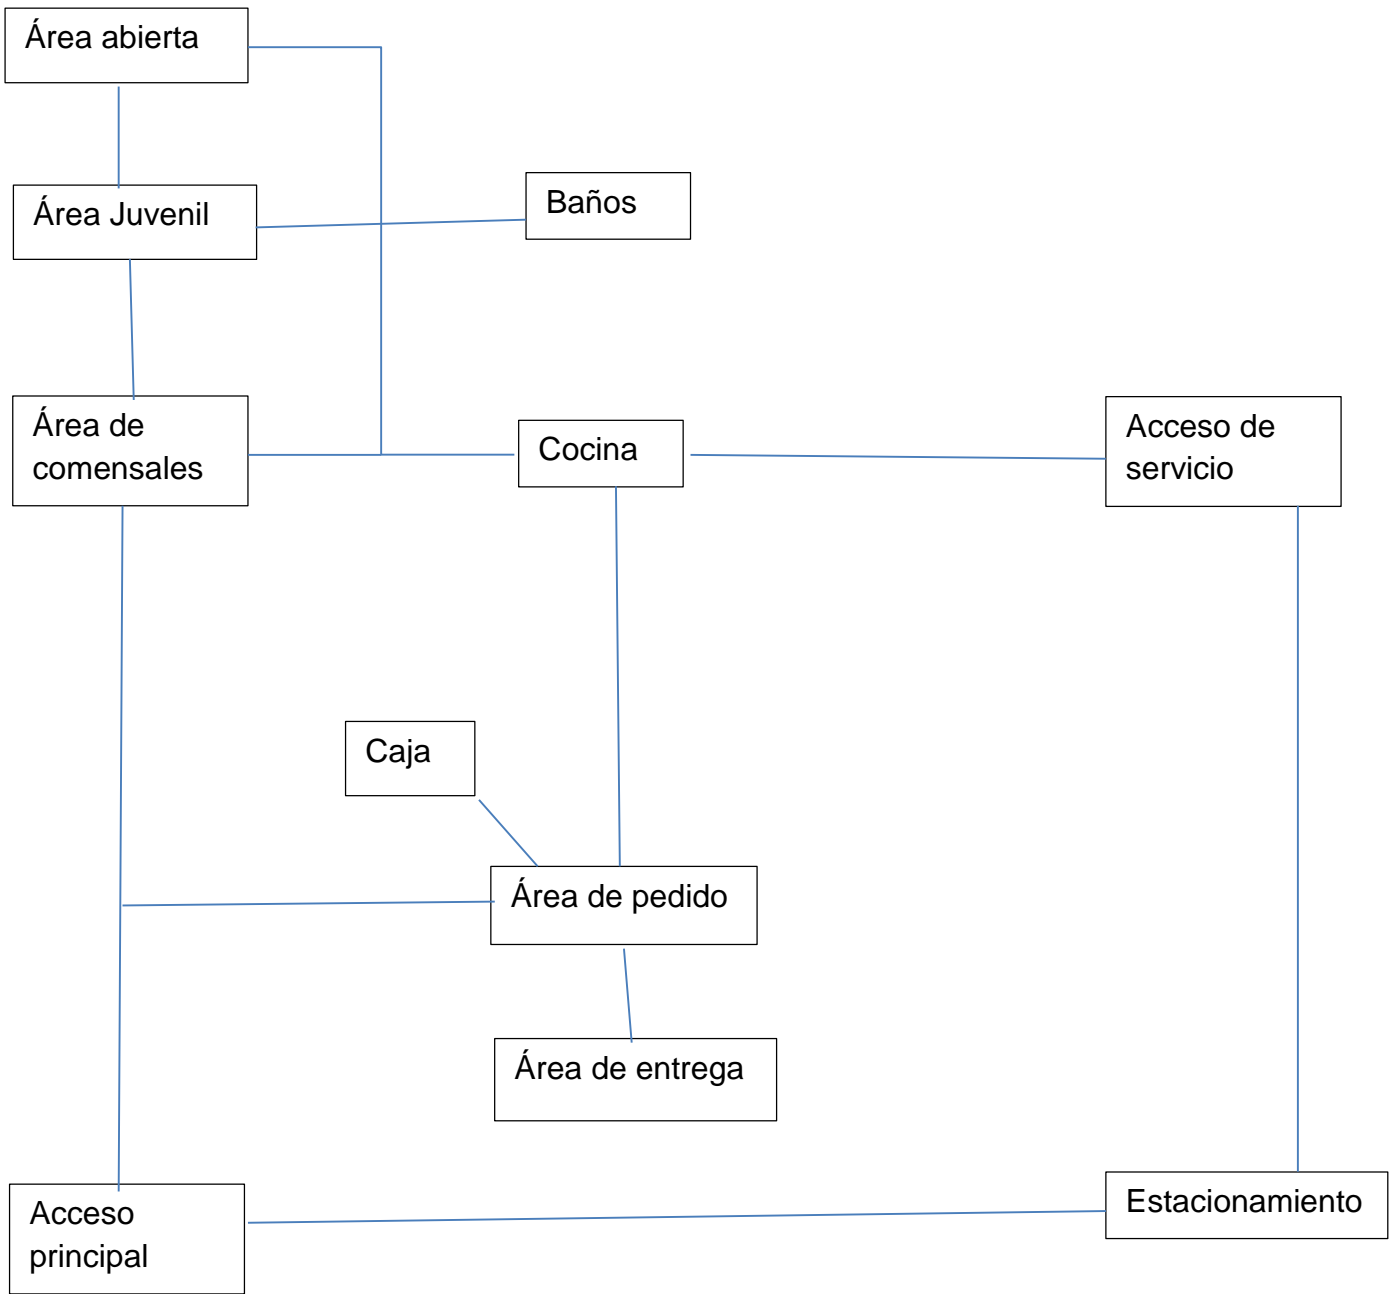 Área abierta
Área Juvenil
Baños
Área de
comensales
Cocina
Acceso de
servicio
Caja
Área de pedido
Área de entrega
Acceso
principal
Estacionamiento